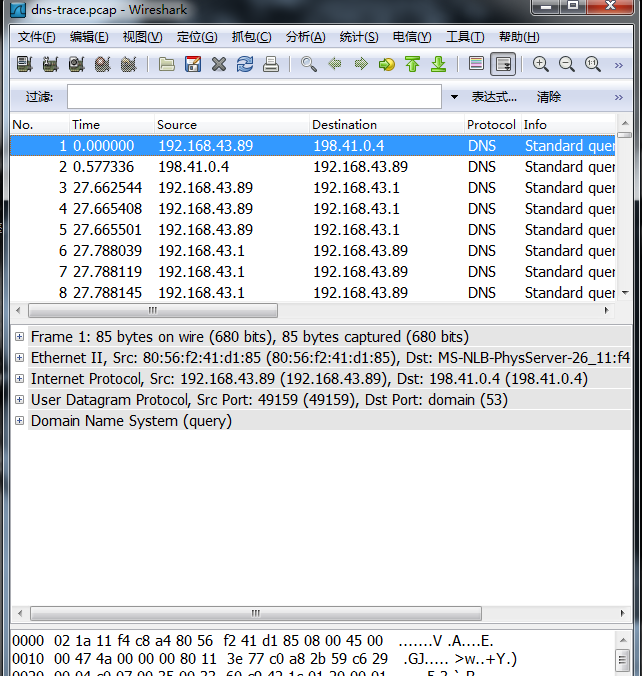 dns-trace.pcap - Wireshark
文件(F) 编辑(E) 视图(V) 定位(G) 抓包(C) 分析(A) 统计(S) 电信(Y) 工具(T) 帮助(H)
过滤: 表达式... 清除
No. Time Source Destination Protocol Info
1 0.000000 192.168.43.89 198.41.0.4 DNS Standard quer
2 0.577336 198.41.0.4 192.168.43.89 DNS Standard quer
3 27.662544 192.168.43.89 192.168.43.1 DNS Standard quer
4 27.665408 192.168.43.89 192.168.43.1 DNS Standard quer
5 27.665501 192.168.43.89 192.168.43.1 DNS Standard quer
6 27.788039 192.168.43.1 192.168.43.89 DNS Standard quer
7 27.788119 192.168.43.1 192.168.43.89 DNS Standard quer
8 27.788145 192.168.43.1 192.168.43.89 DNS Standard quer
Frame 1: 85 bytes on wire (680 bits), 85 bytes captured (680 bits)
Ethernet II, Src: 80:56:f2:41:d1:85 (80:56:f2:41:d1:85), Dst: MS-NLB-PhysServer-26_11:f4
Internet Protocol, Src: 192.168.43.89 (192.168.43.89), Dst: 198.41.0.4 (198.41.0.4)
User Datagram Protocol, Src Port: 49159 (49159), Dst Port: domain (53)
Domain Name System (query)
0000 02 1a 11 f4 c8 a4 80 56 f2 41 d1 85 08 00 45 00 .......V .A....E.
0010 00 47 4a 00 00 00 80 11 3e 77 c0 a8 2b 59 c6 29 .GJ..... >w..+Y.)